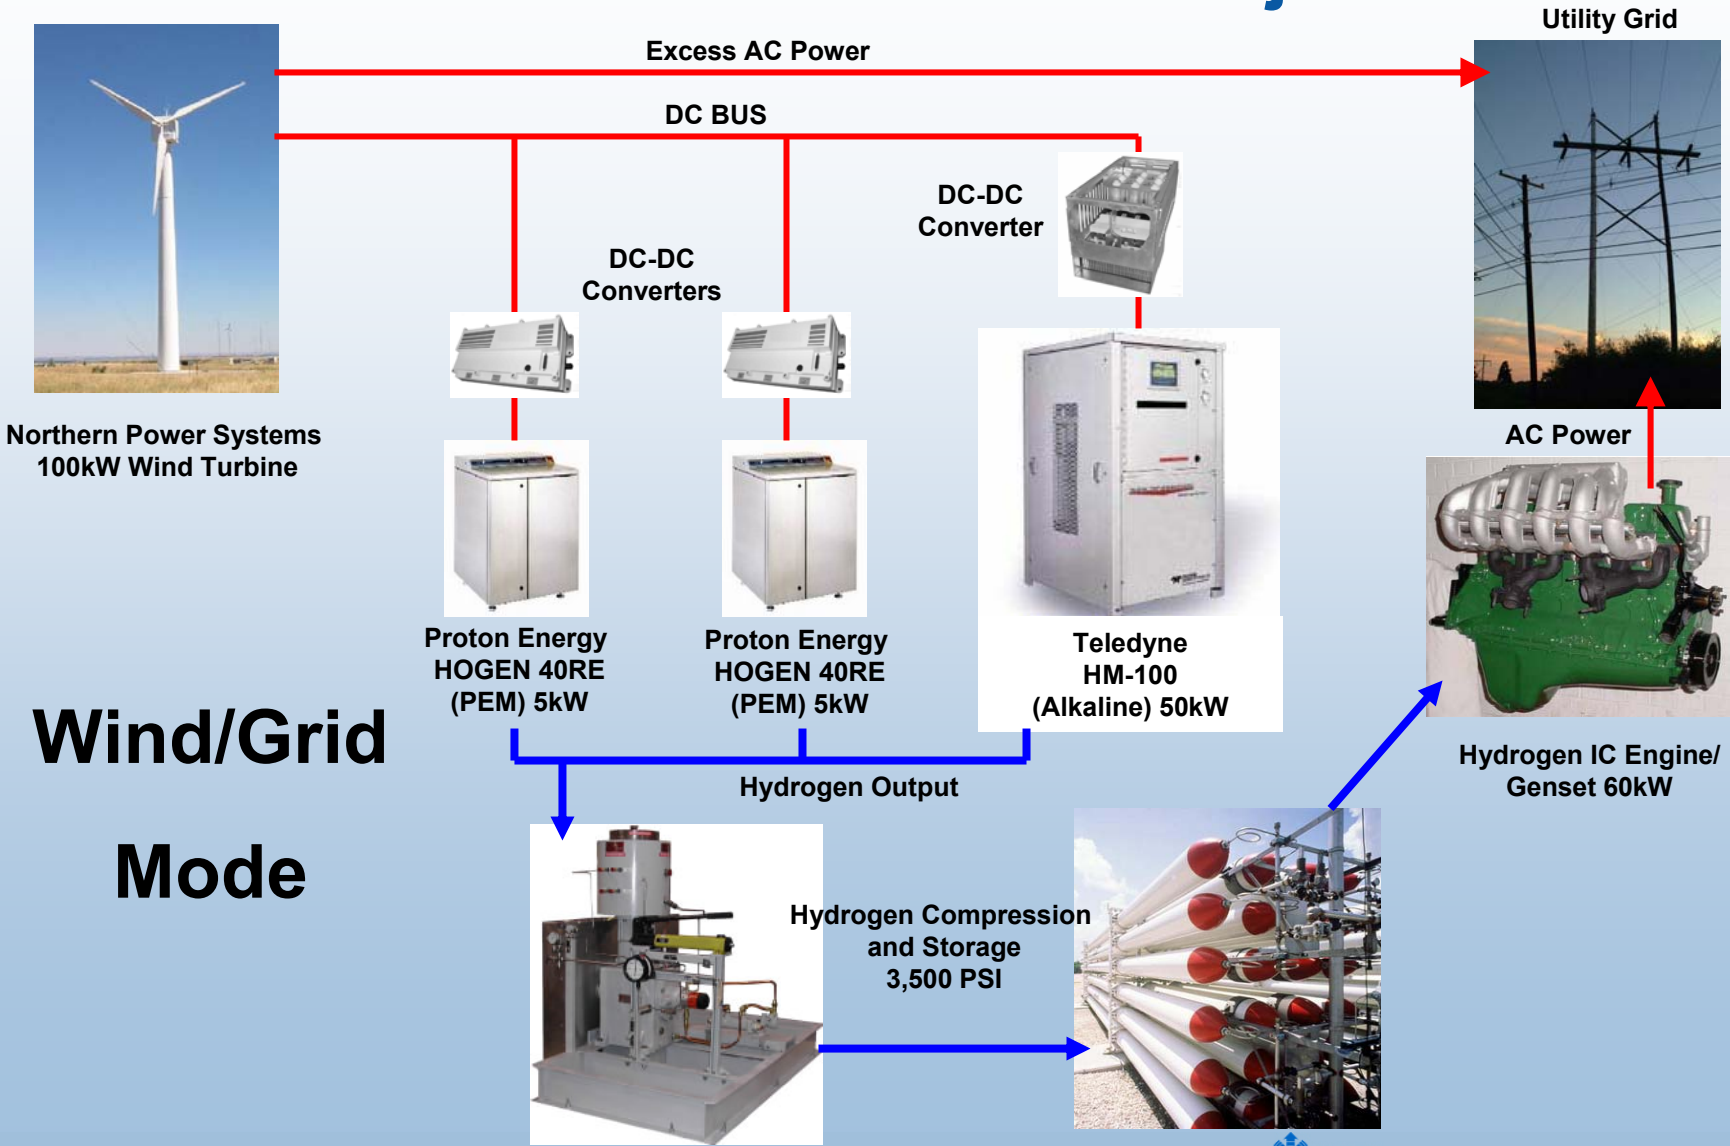 Utility Grid
Excess AC Power
DC BUS
DC-DC
Converter
DC-DC
Converters
Northern Power Systems
100kW Wind Turbine
AC Power
Proton Energy
HOGEN 40RE
(PEM) 5kW
Proton Energy
HOGEN 40RE
(PEM) 5kW
Teledyne
HM-100
(Alkaline) 50kW
Wind/Grid
Mode
Hydrogen Output
Hydrogen IC Engine/
Genset 60kW
Hydrogen Compression
and Storage
3,500 PSI